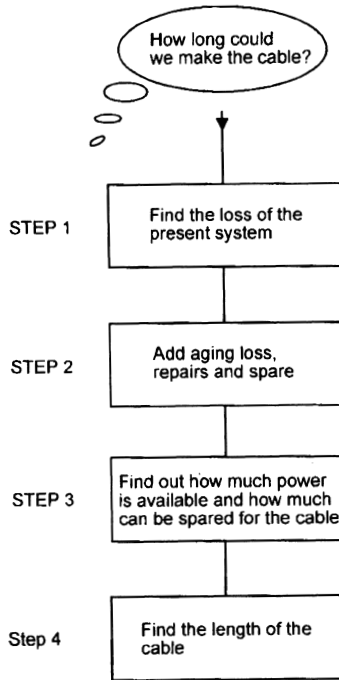 How long could
we make the cable?
STEP 1
Find the loss of the
present system
STEP 2
Add aging loss,
repairs and spare
STEP 3
Find out how much power
is available and how much
can be spared for the cable
Step 4
Find the length of the
cable